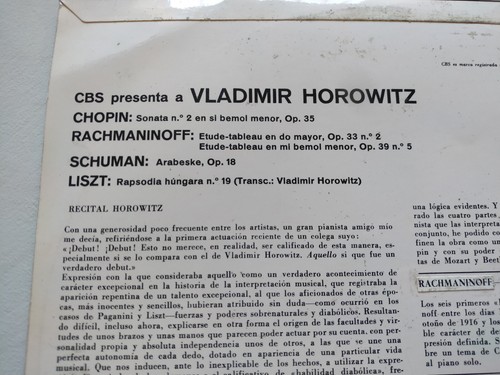 CBS es marca registrada
CBS presenta a VLADIMIR HOROWITZ
CHOPIN: Sonata n.º 2 en si bemol menor, Op. 35
RACHMANINOFF: Etude-tableau en do mayor, Op. 33 n.º 2
Etude-tableau en mi bemol menor, Op. 39 n.º 5
SCHUMAN: Arabeske, Op. 18
LISZT: Rapsodia húngara n.º 19 (Transc.: Vladimir Horowitz)
RECITAL HOROWITZ
Con una generosidad poco frecuente entre los artistas, un gran pianista amigo mío
me decía, refiriéndose a la primera actuación reciente de un colega suyo:
«¡Debut! ¡Debut! Esto no merece, en realidad, ser calificado de esta manera, es-
pecialmente si se lo compara con el de Vladimir Horowitz. Aquello sí que fue un
verdadero debut.»
Expresión con la que consideraba aquello como un verdadero acontecimiento de
carácter excepcional en la historia de la interpretación musical, que registraba la
aparición repentina de un talento excepcional, al que los aficionados de otras épo-
cas, más inocentes y sencillos, hubieran atribuido sin duda—como ocurrió en los
casos de Paganini y Liszt—fuerzas y poderes sobrenaturales y diabólicos. Resultan-
do difícil, incluso ahora, explicarse en otra forma el origen de las facultades y vir-
tudes de unos brazos y unas manos que parecen poder actuar por su cuenta, con per-
sonalidad propia y absoluta independencia unos de otros, a las que se une una
perfecta autonomía de cada dedo, dotado en apariencia de una particular vida
musical. Que nos inducen, ante lo inexplicable de los hechos, a utilizar la expre-
calificativo de «habilidad diabólica», fre-
una lógica evidentes. Y
rado las cuatro partes
nista que las interpreta
conjunto, he podido co
finen la obra como un
pin y con su poder
tas de Mozart y Beet
RACHMANINOFF
Los seis primeros «
noff entre los días
otoño de 1916 y los
ble carácter de de
presión definida. S
bre un tema de C
al piano solo.